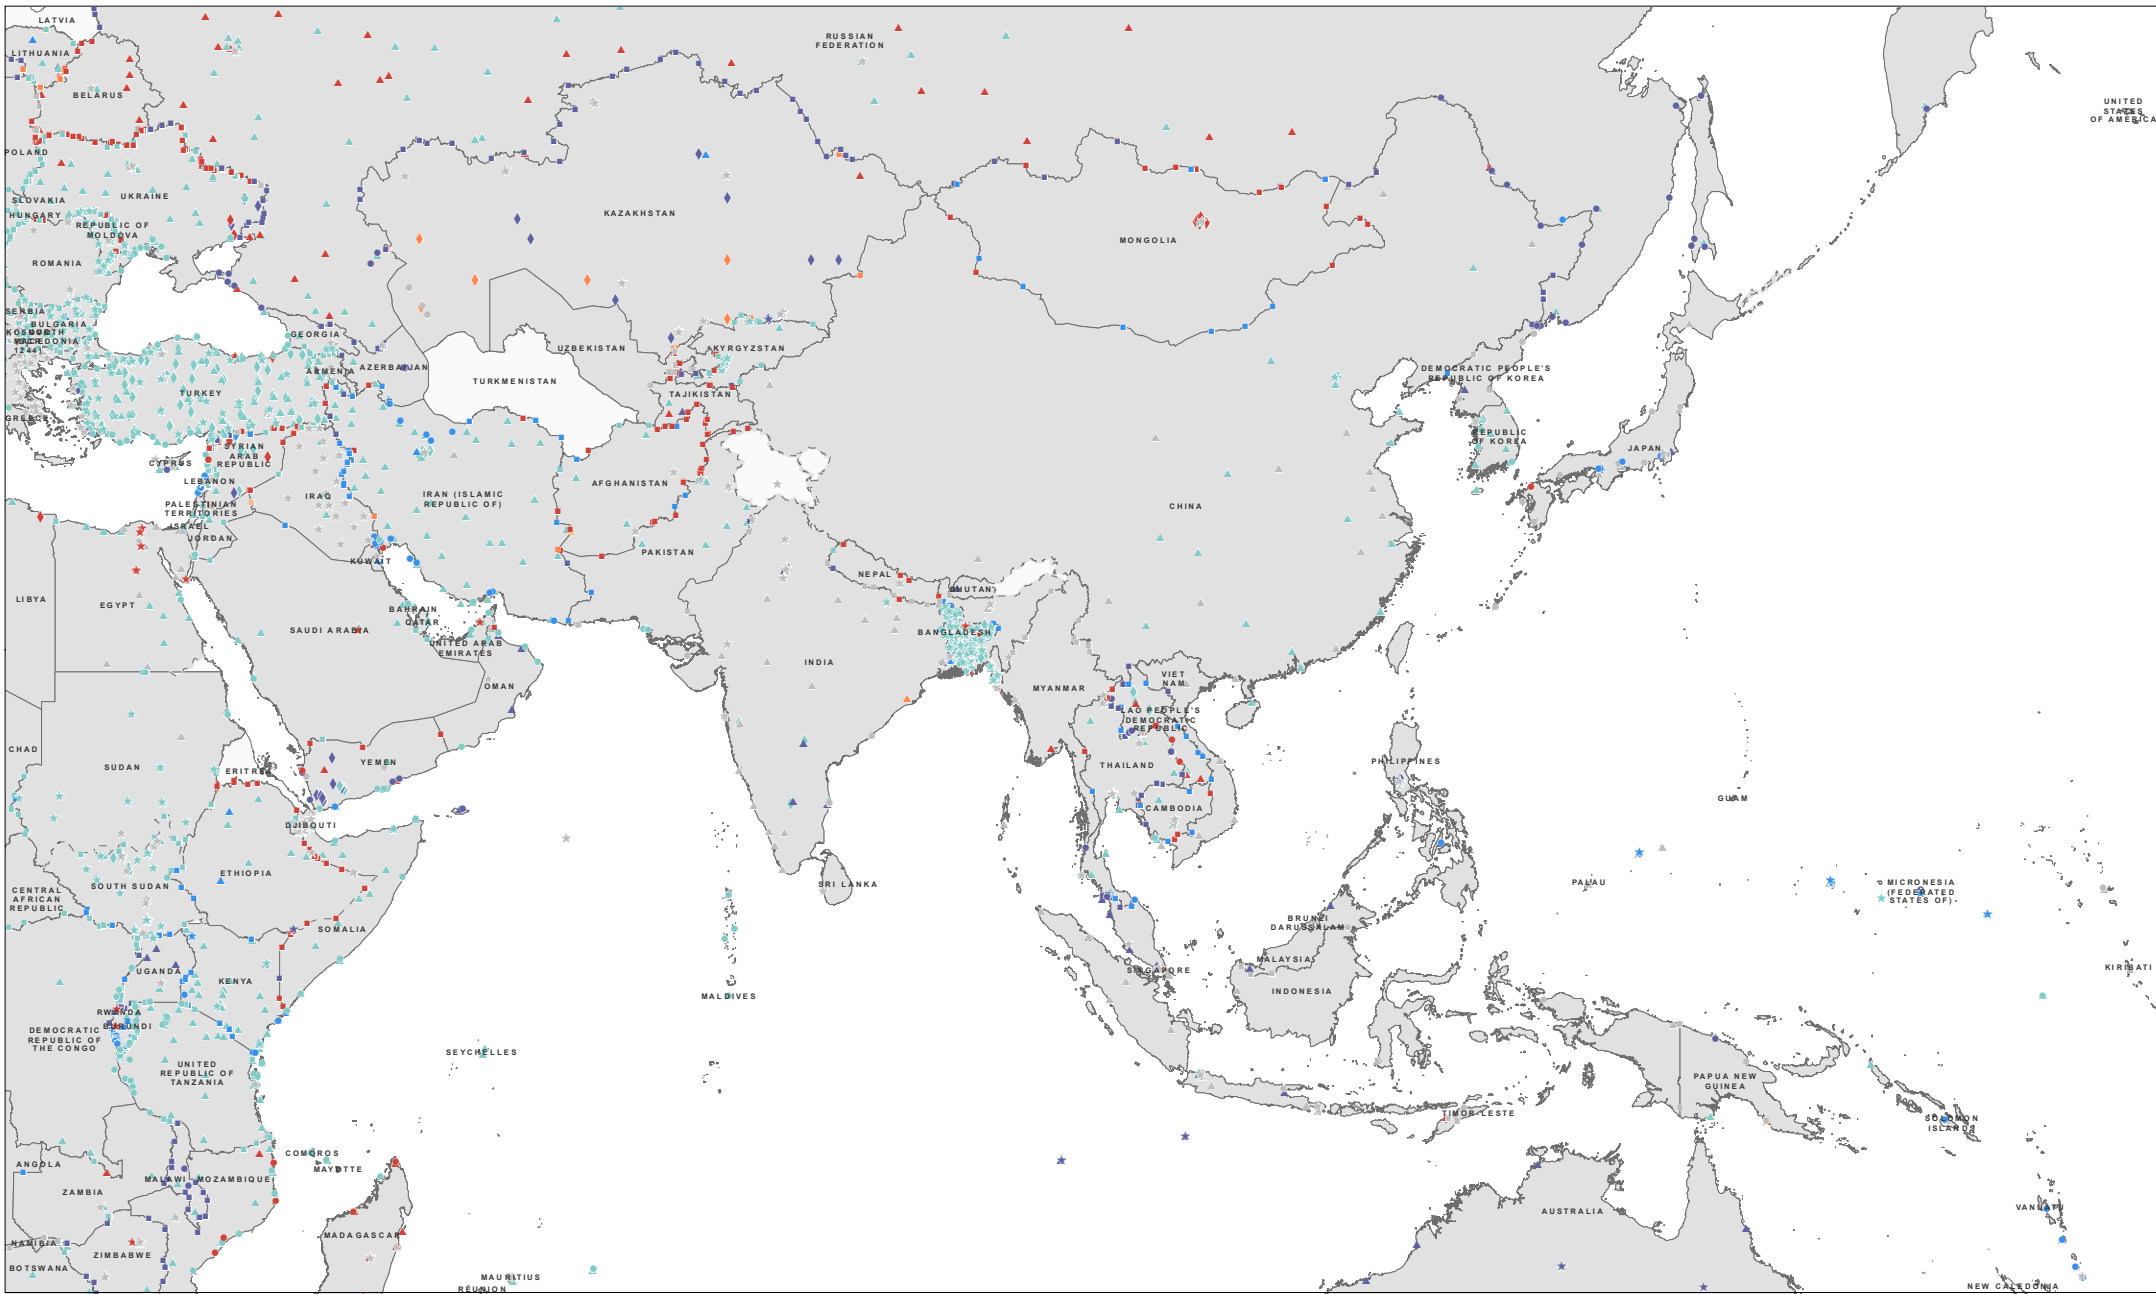 LATVIA
LITHUANIA
BELARUS
POLAND
UKRAINE
SLOVAKIA
HUNGARY
REPUBLIC OF
MOLDOVA
ROMANIA
SERBIA
BULGARIA
MACEDONIA
GREECE
TURKEY
GEORGIA
ARMENIA
AZERBAIJAN
RUSSIAN
FEDERATION
KAZAKHSTAN
UZBEKISTAN
TURKMENISTAN
KYRGYZSTAN
TAJIKISTAN
MONGOLIA
CHINA
DEMOCRATIC PEOPLE'S
REPUBLIC OF KOREA
REPUBLIC
OF KOREA
JAPAN
UNITED
STATES
OF AMERICA
CYPRUS
SYRIAN
ARAB
REPUBLIC
LEBANON
PALESTINIAN
TERRITORIES
ISRAEL
JORDAN
IRAQ
IRAN (ISLAMIC
REPUBLIC OF)
AFGHANISTAN
PAKISTAN
KUWAIT
BAHRAIN
QATAR
UNITED ARAB
EMIRATES
SAUDI ARABIA
OMAN
YEMEN
NEPAL
BHUTAN
BANGLADESH
INDIA
SRI LANKA
MALDIVES
MYANMAR
VIET
NAM
LAO PEOPLE'S
DEMOCRATIC
REPUBLIC
THAILAND
CAMBODIA
PHILIPPINES
GUAM
PALAU
MICRONESIA
(FEDERATED
STATES OF)
KIRIBATI
BRUNEI
DARUSSALAM
MALAYSIA
SINGAPORE
INDONESIA
TIMOR-LESTE
PAPUA NEW
GUINEA
SOLOMON
ISLANDS
VANUATU
NEW CALEDONIA
AUSTRALIA
LIBYA
EGYPT
CHAD
SUDAN
ERITREA
DJIBOUTI
ETHIOPIA
SOUTH SUDAN
CENTRAL
AFRICAN
REPUBLIC
SOMALIA
UGANDA
KENYA
RWANDA
BURUNDI
DEMOCRATIC
REPUBLIC OF
THE CONGO
UNITED
REPUBLIC OF
TANZANIA
SEYCHELLES
COMOROS
MAYOTTE
ANGOLA
ZAMBIA
MALAWI
MOZAMBIQUE
NAMIBIA
ZIMBABWE
BOTSWANA
MADAGASCAR
MAURITIUS
RÉUNION